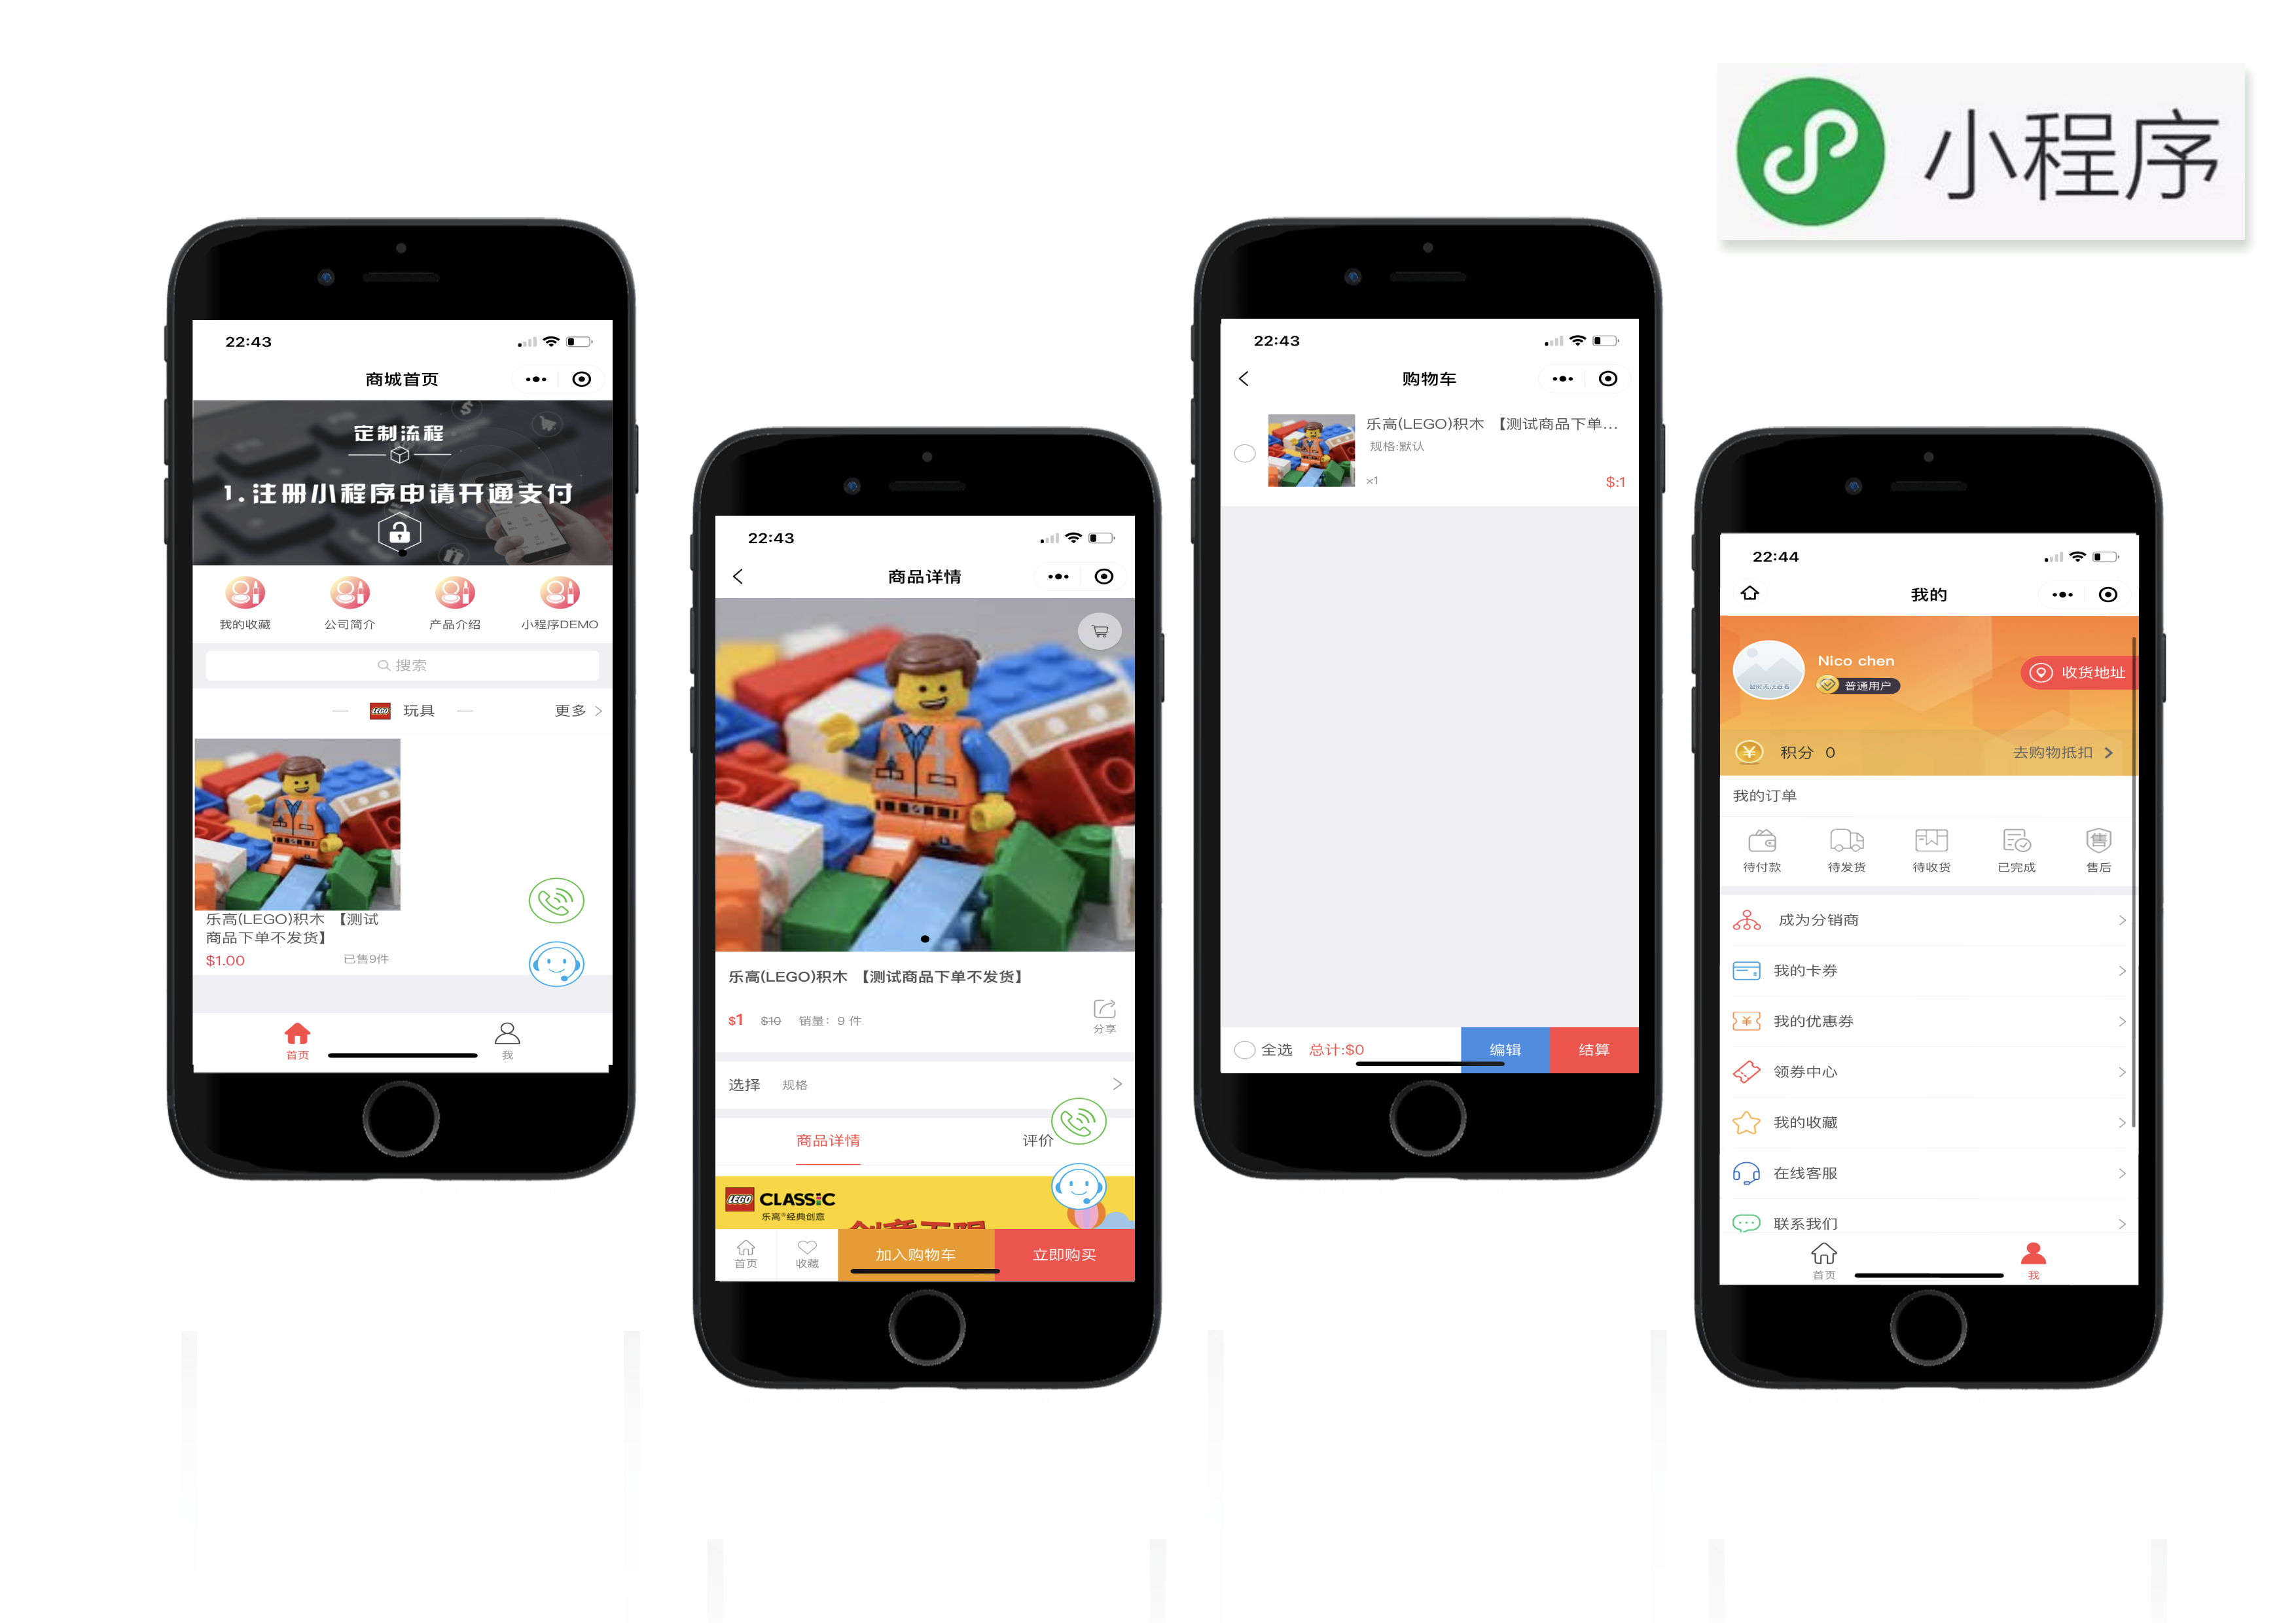 小程序
22:43
商城首页
定制流程
1.注册小程序申请开通支付
我的收藏
公司简介
产品介绍
小程序DEMO
搜索
LEGO 玩具
更多
乐高(LEGO)积木 【测试
商品下单不发货】
$1.00
已售9件
首页
我
22:43
商品详情
乐高(LEGO)积木 【测试商品下单不发货】
$1 $10 销量：9 件
分享
选择 规格
商品详情
评价
LEGO CLASSIC
乐高®经典创意
创意无限
首页
收藏
加入购物车
立即购买
22:43
购物车
乐高(LEGO)积木 【测试商品下单...
规格:默认
×1
$:1
全选 总计:$0
编辑
结算
22:44
我的
Nico chen
普通用户
收货地址
积分 0
去购物抵扣
我的订单
待付款
待发货
待收货
已完成
售后
成为分销商
我的卡券
我的优惠券
领券中心
我的收藏
在线客服
联系我们
首页
我